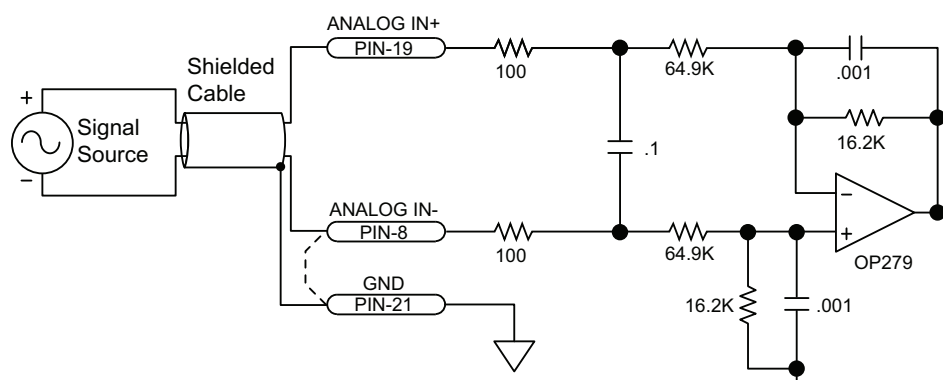 ANALOG IN+
PIN-19
100
64.9K
.001
Shielded
Cable
+
Signal
Source
−
16.2K
.1
−
+
OP279
ANALOG IN-
PIN-8
100
64.9K
GND
PIN-21
16.2K
.001